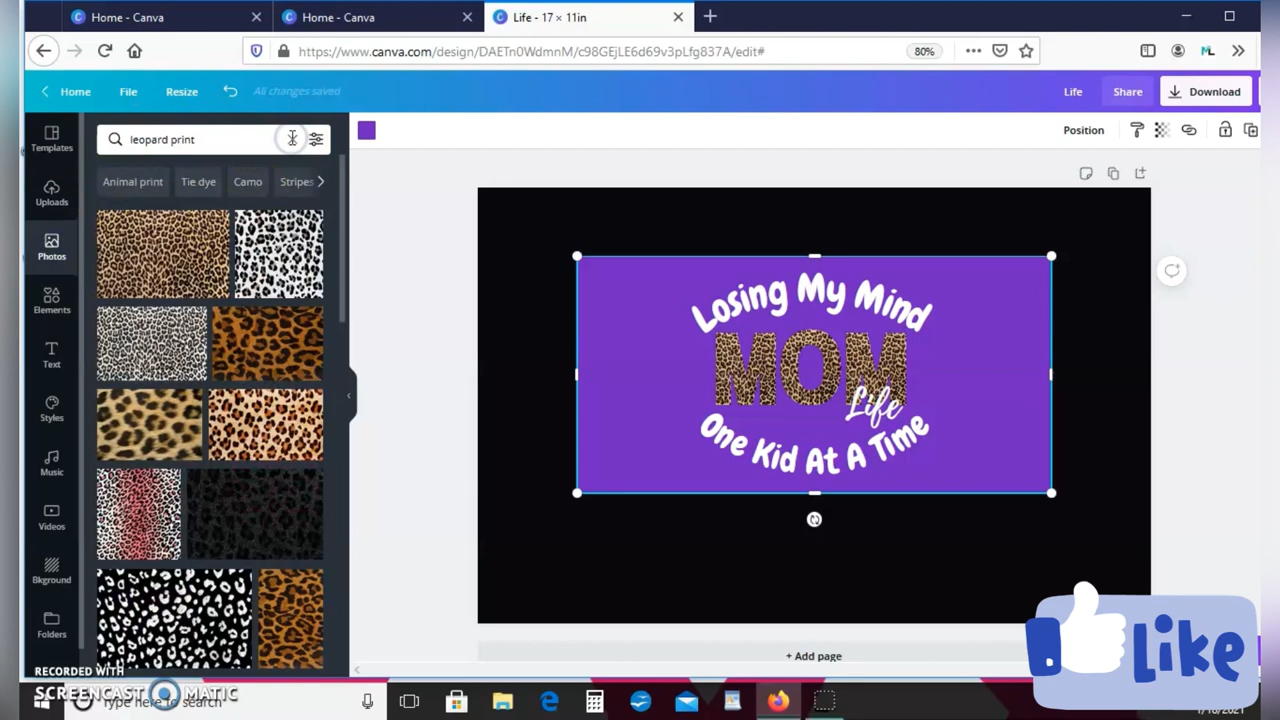 Home - Canva
Home - Canva
Life - 17 × 11in
https://www.canva.com/design/DAETn0WdmnM/c98GEjLE6d69v3pLfg837A/edit#
80%
Home
File
Resize
All changes saved
Life
Share
Download
leopard print
Position
Templates
Animal print
Tie dye
Camo
Stripes
Uploads
Photos
Elements
Text
Styles
Music
Videos
Bkground
Folders
Losing My Mind
MOM
Life
One Kid At A Time
+ Add page
Like
RECORDED WITH
SCREENCAST MATIC
Type here to search
1/18/2021